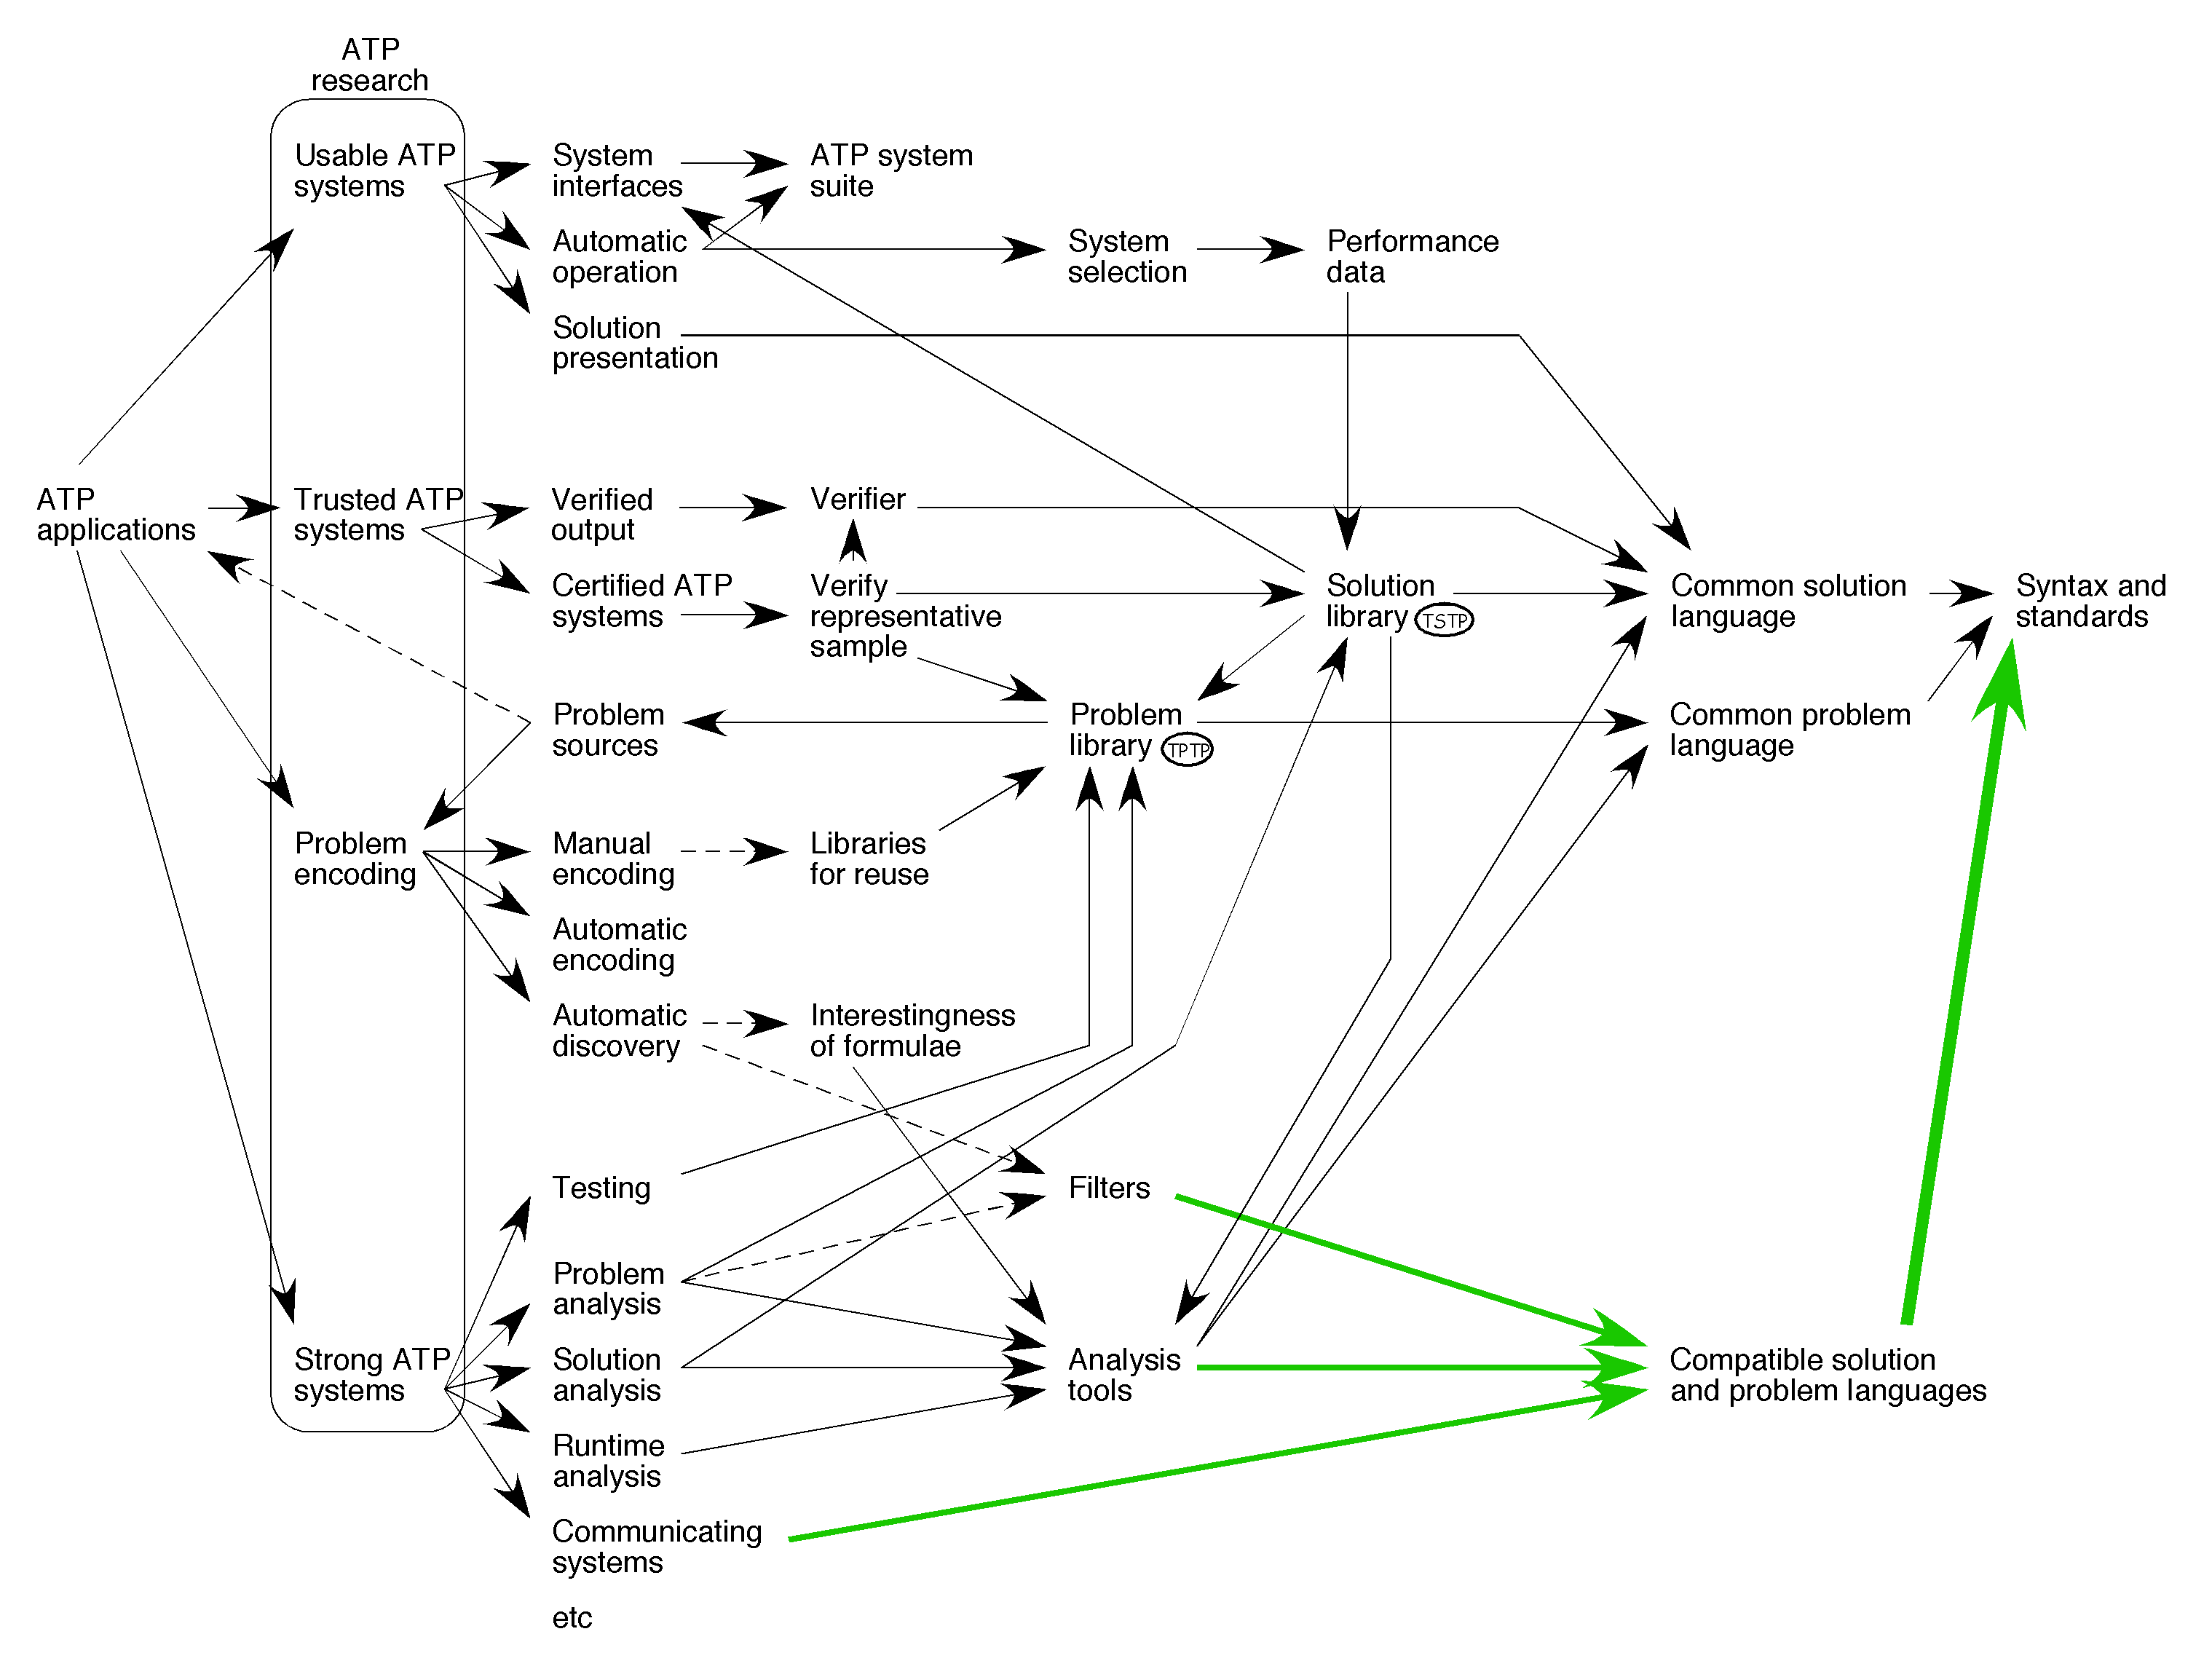 ATP
research
Usable ATP
systems
System
interfaces
ATP system
suite
Automatic
operation
System
selection
Performance
data
Solution
presentation
ATP
applications
Trusted ATP
systems
Verified
output
Verifier
Certified ATP
systems
Verify
representative
sample
Solution
library TSTP
Common solution
language
Syntax and
standards
Problem
sources
Problem
library TPTP
Common problem
language
Problem
encoding
Manual
encoding
Libraries
for reuse
Automatic
encoding
Automatic
discovery
Interestingness
of formulae
Testing
Filters
Problem
analysis
Strong ATP
systems
Solution
analysis
Analysis
tools
Compatible solution
and problem languages
Runtime
analysis
Communicating
systems
etc